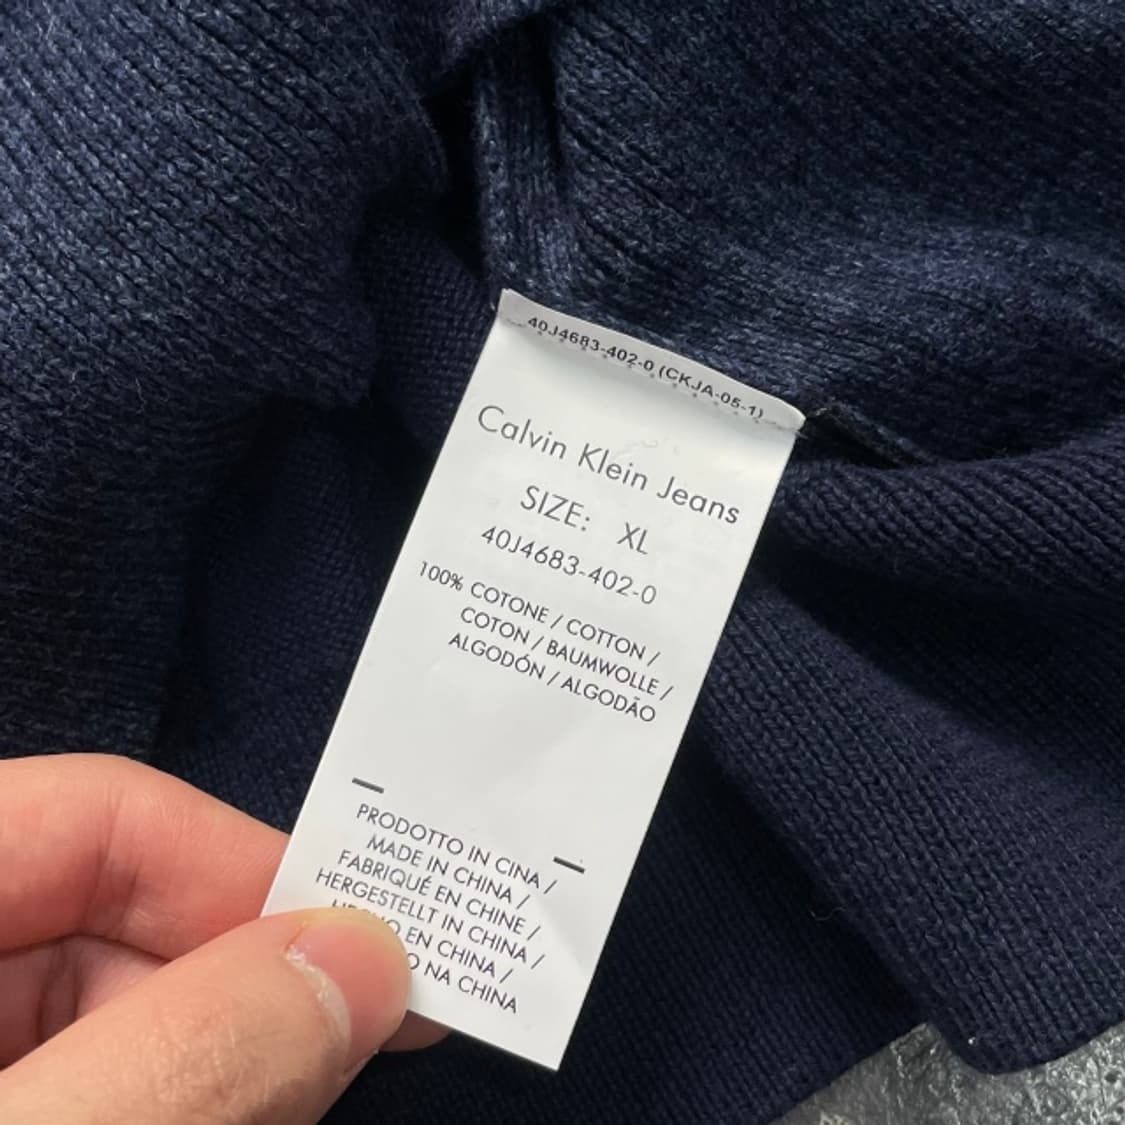 40J4683-402-0 (CKJA-05-1)
Calvin Klein Jeans
SIZE: XL
40J4683-402-0
100% COTONE / COTTON /
COTON / BAUMWOLLE /
ALGODÓN / ALGODÃO
PRODOTTO IN CINA /
MADE IN CHINA /
FABRIQUÉ EN CHINE /
HERGESTELLT IN CHINA /
EN CHINA /
NA CHINA